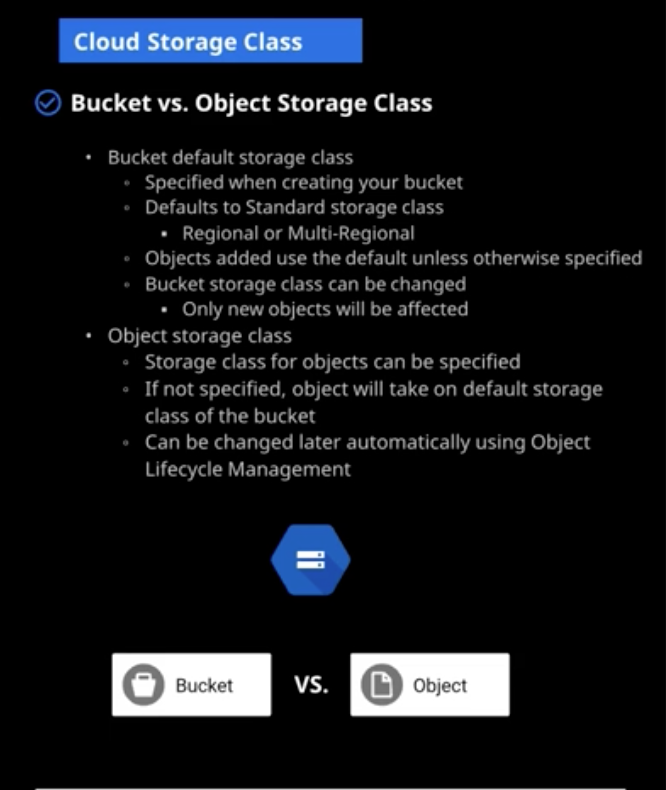 Cloud Storage Class
Bucket vs. Object Storage Class
• Bucket default storage class
◦ Specified when creating your bucket
◦ Defaults to Standard storage class
▪ Regional or Multi-Regional
◦ Objects added use the default unless otherwise specified
◦ Bucket storage class can be changed
▪ Only new objects will be affected
• Object storage class
◦ Storage class for objects can be specified
◦ If not specified, object will take on default storage
class of the bucket
◦ Can be changed later automatically using Object
Lifecycle Management
Bucket VS. Object